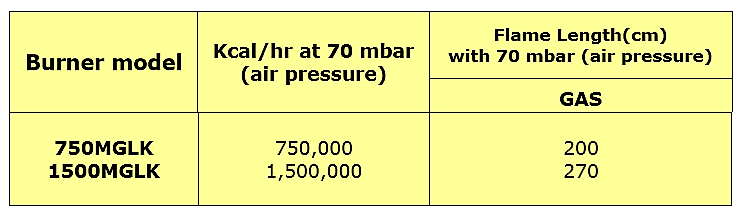 Burner model
Kcal/hr at 70 mbar
(air pressure)
Flame Length(cm)
with 70 mbar (air pressure)
GAS
750MGLK 750,000 200
1500MGLK 1,500,000 270